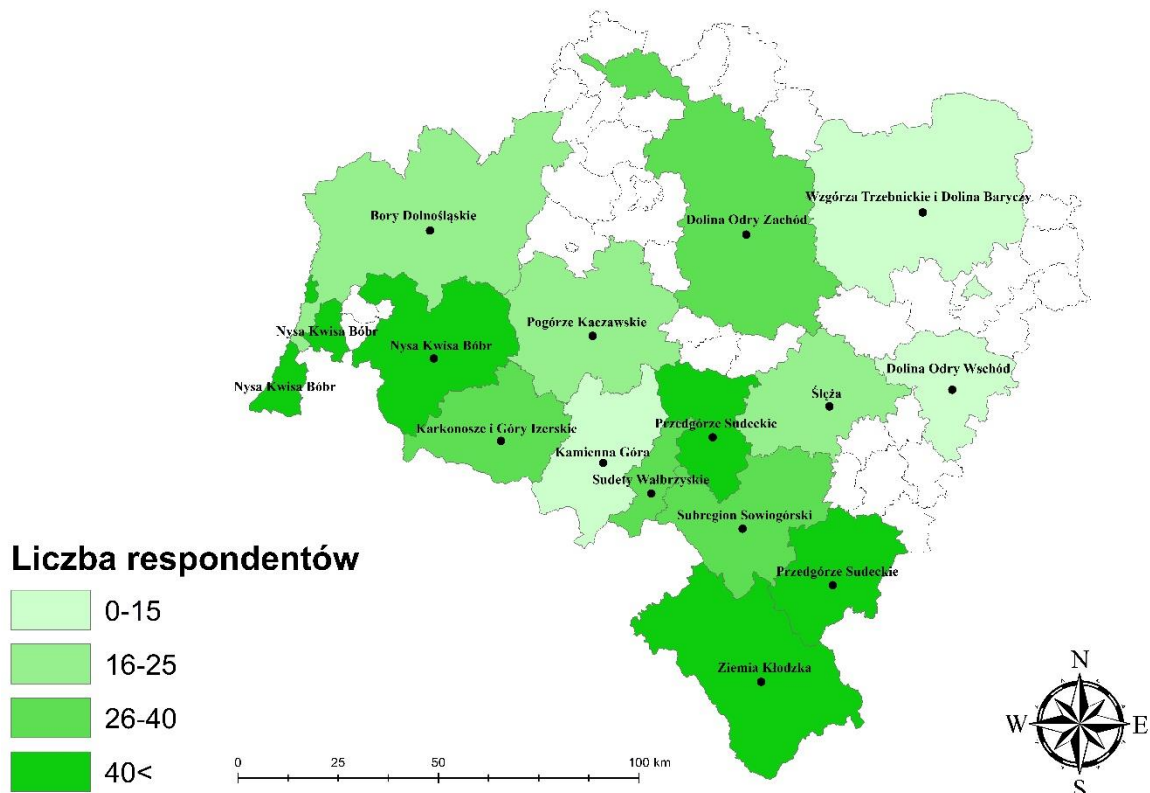 Bory Dolnośląskie
Wzgórza Trzebnickie i Dolina Baryczy
Dolina Odry Zachód
Nysa Kwisa Bóbr
Nysa Kwisa Bóbr
Nysa Kwisa Bóbr
Pogórze Kaczawskie
Dolina Odry Wschód
Ślęża
Karkonosze i Góry Izerskie
Przedgórze Sudeckie
Kamienna Góra
Sudety Wałbrzyskie
Subregion Sowiogórski
Przedgórze Sudeckie
Ziemia Kłodzka
Liczba respondentów
0-15
16-25
26-40
40<
0 25 50 100 km
N
W E
S